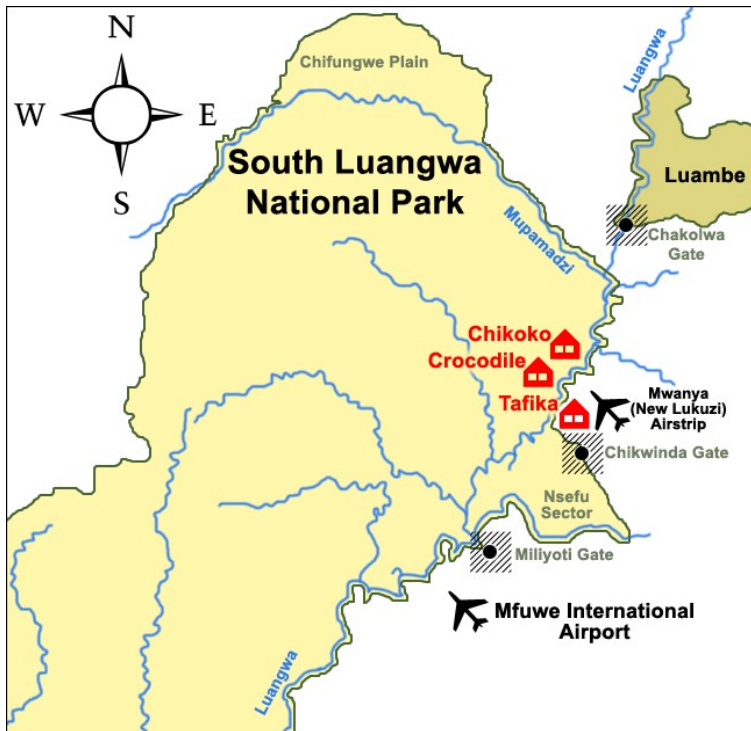 N
W
E
S
Chifungwe Plain
South Luangwa
National Park
Luangwa
Luambe
Chakolwa
Gate
Mupamadzi
Chikoko
Crocodile
Tafika
Mwanya
(New Lukuzi)
Airstrip
Chikwinda Gate
Nsefu
Sector
Miliyoti Gate
Mfuwe International
Airport
Luangwa